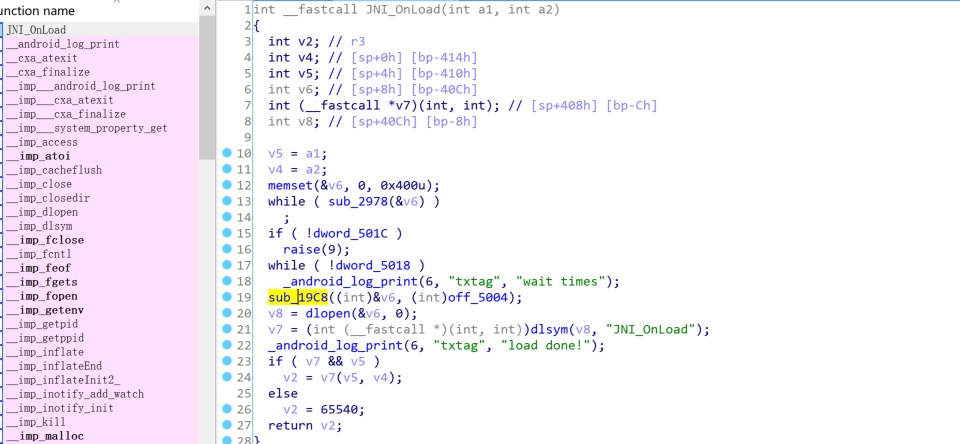 unction name
JNI_OnLoad
__android_log_print
__cxa_atexit
__cxa_finalize
__imp___android_log_print
__imp___cxa_atexit
__imp___cxa_finalize
__imp___system_property_get
__imp_access
__imp_atoi
__imp_cacheflush
__imp_close
__imp_closedir
__imp_dlopen
__imp_dlsym
__imp_fclose
__imp_fcntl
__imp_feof
__imp_fgets
__imp_fopen
__imp_getenv
__imp_getpid
__imp_getppid
__imp_inflate
__imp_inflateEnd
__imp_inflateInit2_
__imp_inotify_add_watch
__imp_inotify_init
__imp_kill
__imp_malloc
1 int __fastcall JNI_OnLoad(int a1, int a2)
2 {
3 int v2; // r3
4 int v4; // [sp+0h] [bp-414h]
5 int v5; // [sp+4h] [bp-410h]
6 int v6; // [sp+8h] [bp-40Ch]
7 int (__fastcall *v7)(int, int); // [sp+408h] [bp-Ch]
8 int v8; // [sp+40Ch] [bp-8h]
9
10 v5 = a1;
11 v4 = a2;
12 memset(&v6, 0, 0x400u);
13 while ( sub_2978(&v6) )
14 ;
15 if ( !dword_501C )
16 raise(9);
17 while ( !dword_5018 )
18 _android_log_print(6, "txtag", "wait times");
19 sub_19C8((int)&v6, (int)off_5004);
20 v8 = dlopen(&v6, 0);
21 v7 = (int (__fastcall *)(int, int))dlsym(v8, "JNI_OnLoad");
22 _android_log_print(6, "txtag", "load done!");
23 if ( v7 && v5 )
24 v2 = v7(v5, v4);
25 else
26 v2 = 65540;
27 return v2;
28 }